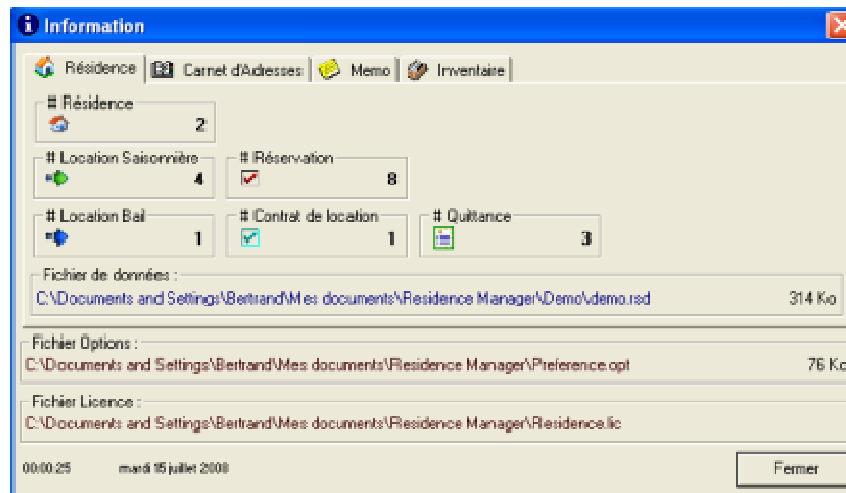 Information
Résidence Carnet d'Adresses Memo Inventaire
# Résidence
2
# Location Saisonnière # Réservation
4 8
# Location Bail # Contrat de location # Quittance
1 1 3
Fichier de données :
C:\Documents and Settings\Bertrand\Mes documents\Residence Manager\Demo\demo.rsd 314 Ko
Fichier Options :
C:\Documents and Settings\Bertrand\Mes documents\Residence Manager\Preference.opt 76 Ko
Fichier Licence :
C:\Documents and Settings\Bertrand\Mes documents\Residence Manager\Residence.lic
00:00:25 mardi 15 juillet 2008 Fermer